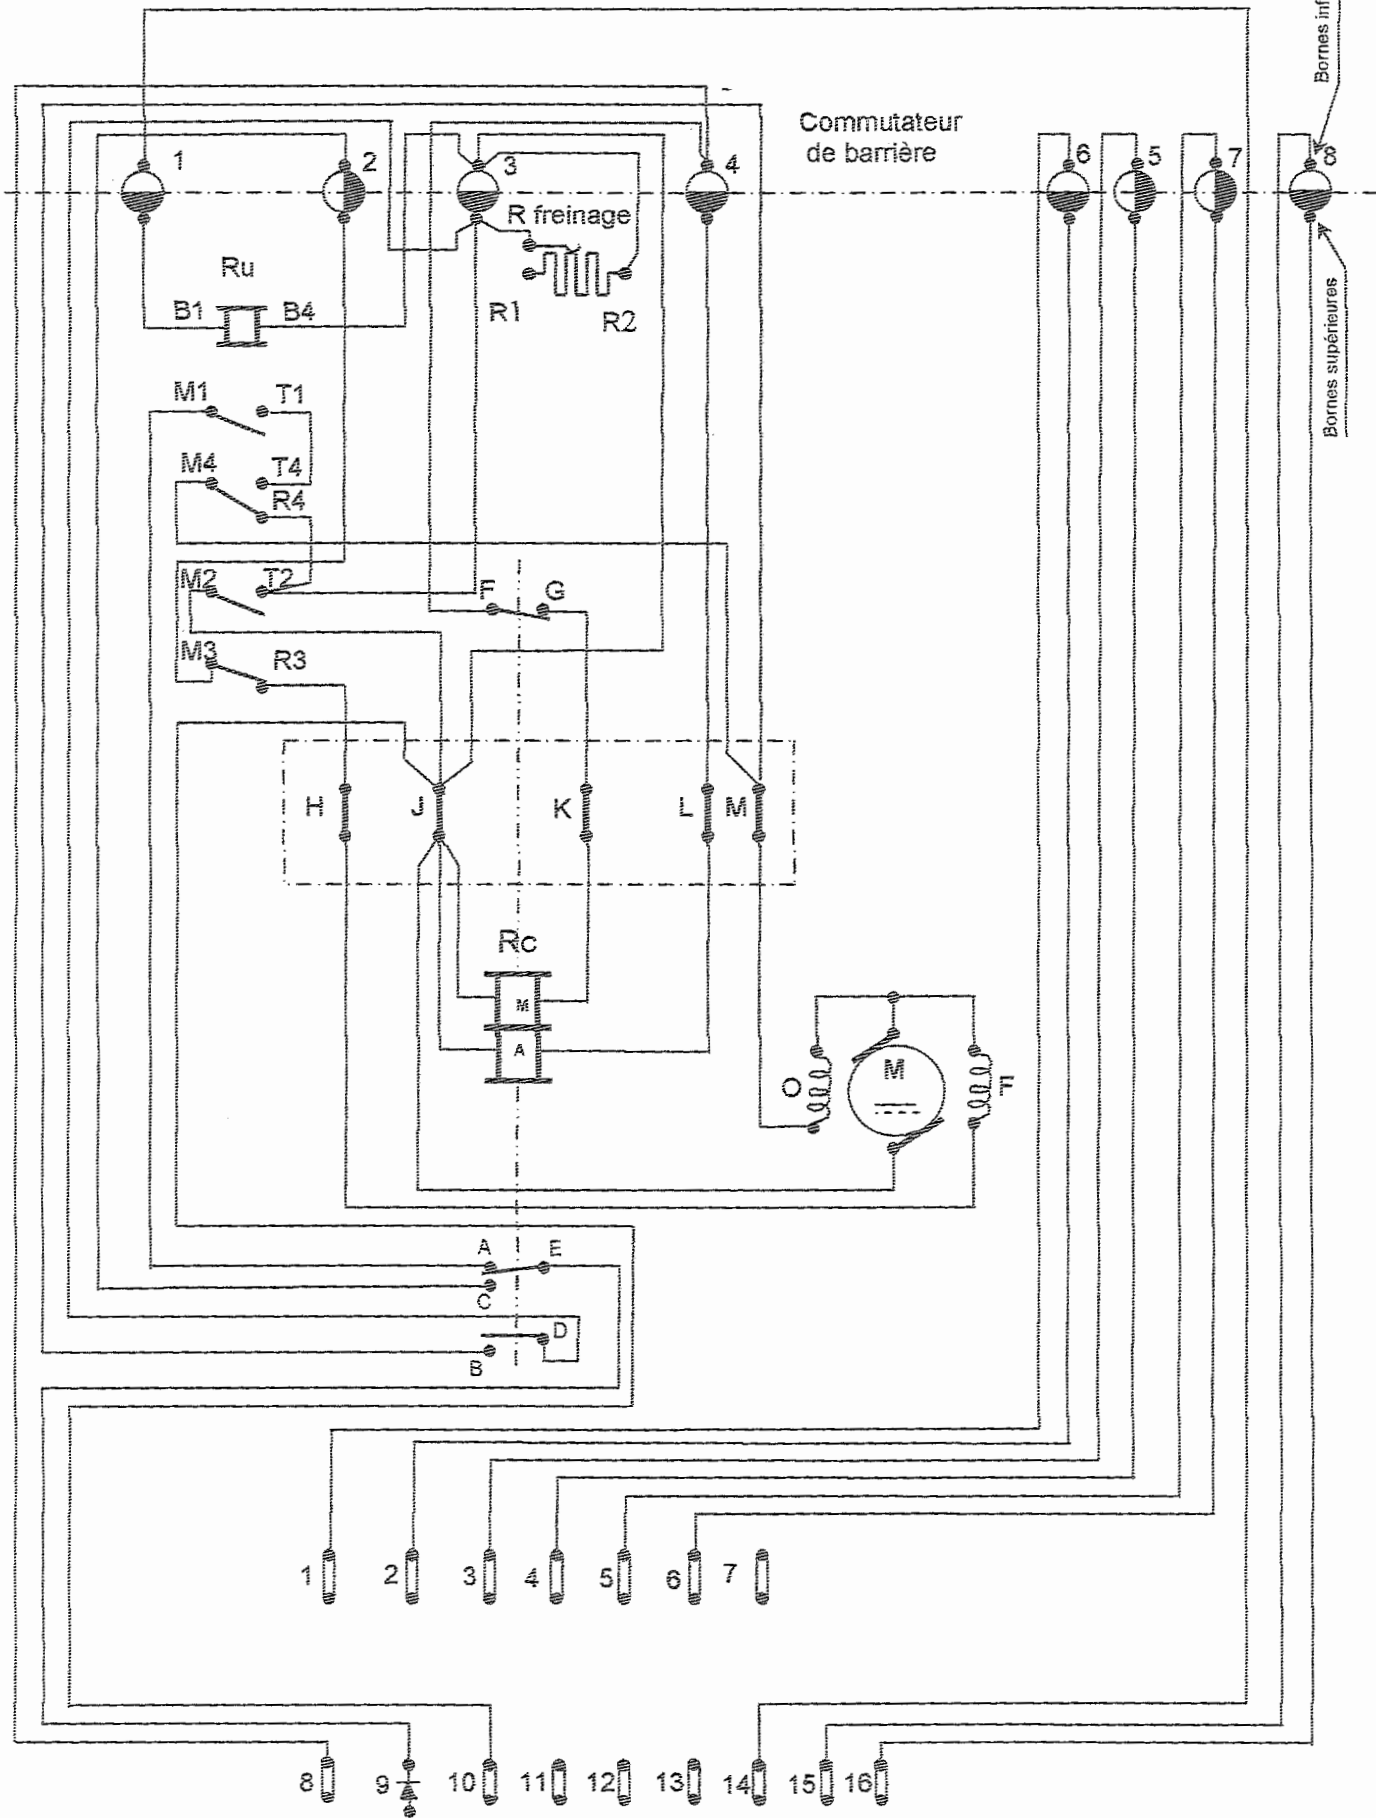 Bornes inf
Commutateur
de barrière
1
2
3
4
6
5
7
8
R freinage
Ru
B1
B4
R1
R2
Bornes supérieures
M1
T1
M4
T4
R4
M2
T2
F
G
M3
R3
H
J
K
L
M
Rc
M
A
O
M
F
A
E
C
D
B
1
2
3
4
5
6
7
8
9
10
11
12
13
14
15
16